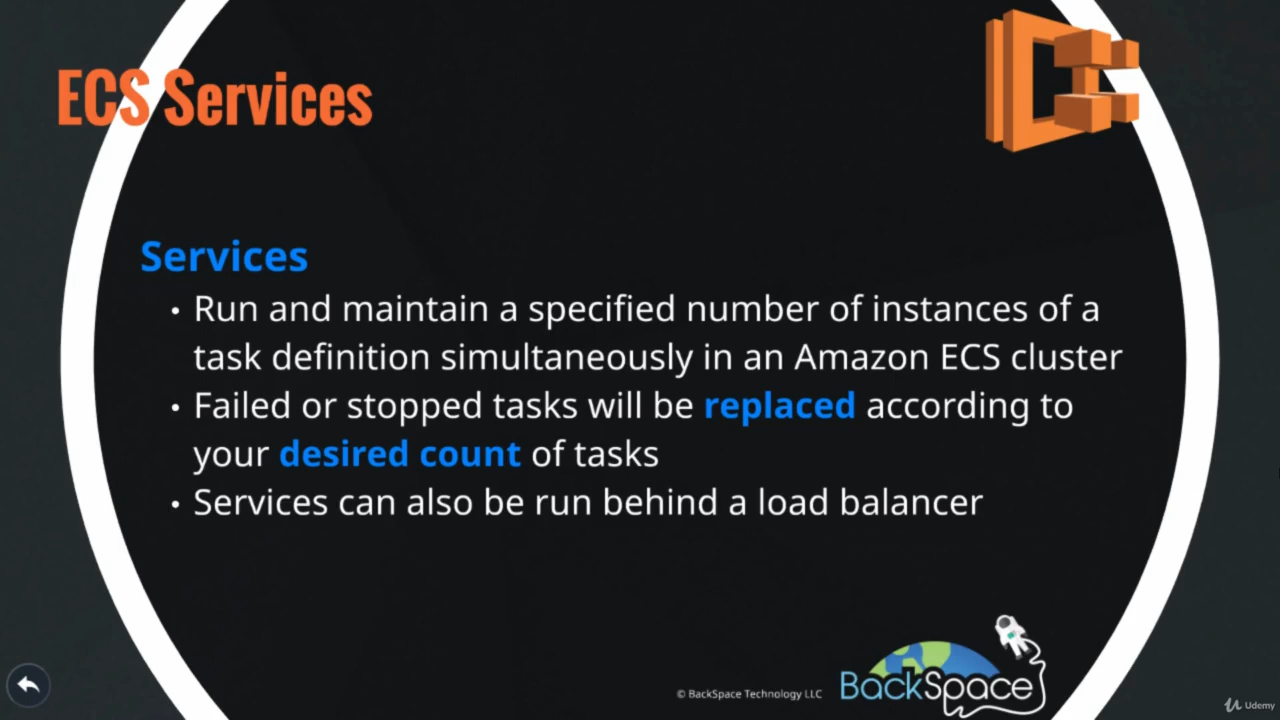 ECS Services
Services
• Run and maintain a specified number of instances of a
task definition simultaneously in an Amazon ECS cluster
• Failed or stopped tasks will be replaced according to
your desired count of tasks
• Services can also be run behind a load balancer
© BackSpace Technology LLC
BackSpace
Udemy